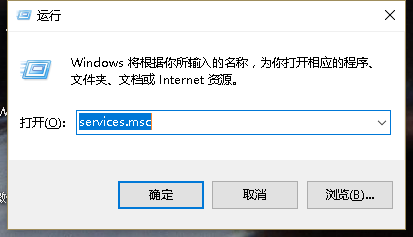 运行
Windows 将根据你所输入的名称，为你打开相应的程序、
文件夹、文档或 Internet 资源。
打开(O):
services.msc
确定
取消
浏览(B)...